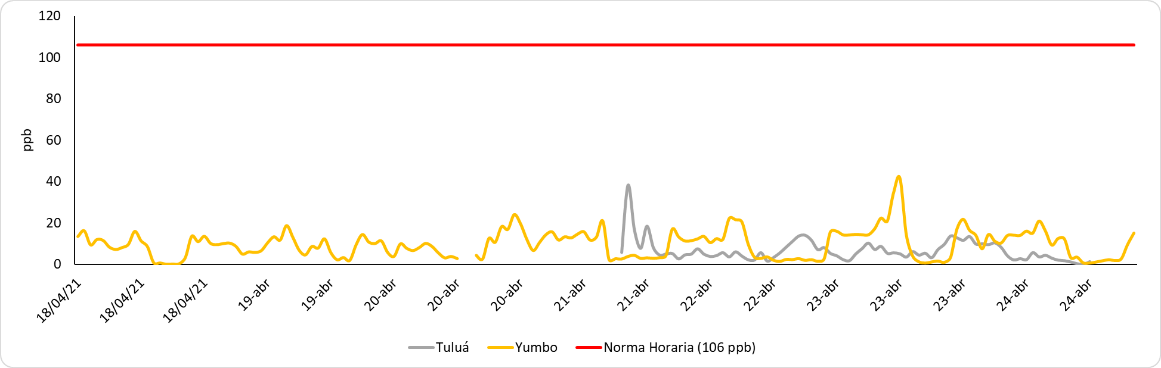 120
100
80
60
40
20
0
ppb
18/04/21 18/04/21 18/04/21 19-abr 19-abr 20-abr 20-abr 20-abr 21-abr 21-abr 22-abr 22-abr 23-abr 23-abr 23-abr 24-abr 24-abr
Tuluá Yumbo Norma Horaria (106 ppb)